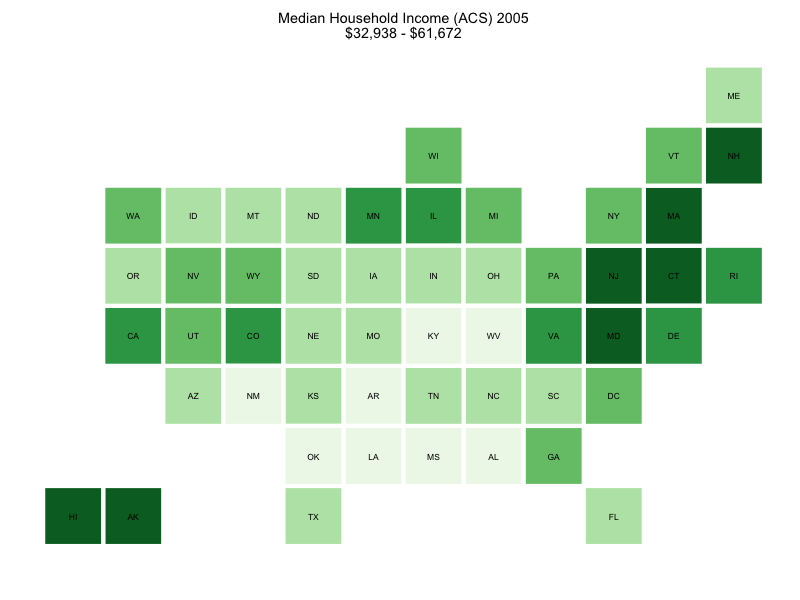 Median Household Income (ACS) 2005
$32,938 - $61,672
ME
WI VT NH
WA ID MT ND MN IL MI NY MA
OR NV WY SD IA IN OH PA NJ CT RI
CA UT CO NE MO KY WV VA MD DE
AZ NM KS AR TN NC SC DC
OK LA MS AL GA
HI AK TX FL